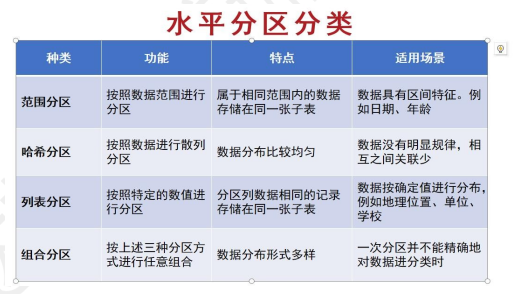 水平分区分类
种类 功能 特点 适用场景
范围分区 按照数据范围进行分区 属于相同范围内的数据存储在同一张子表 数据具有区间特征。例如日期、年龄
哈希分区 按照数据进行散列分区 数据分布比较均匀 数据没有明显规律，相互之间关联少
列表分区 按照特定的数值进行分区 分区列数据相同的记录存储在同一张子表 数据按确定值进行分布，例如地理位置、单位、学校
组合分区 按上述三种分区方式进行任意组合 数据分布形式多样 一次分区并不能精确地对数据进分类时